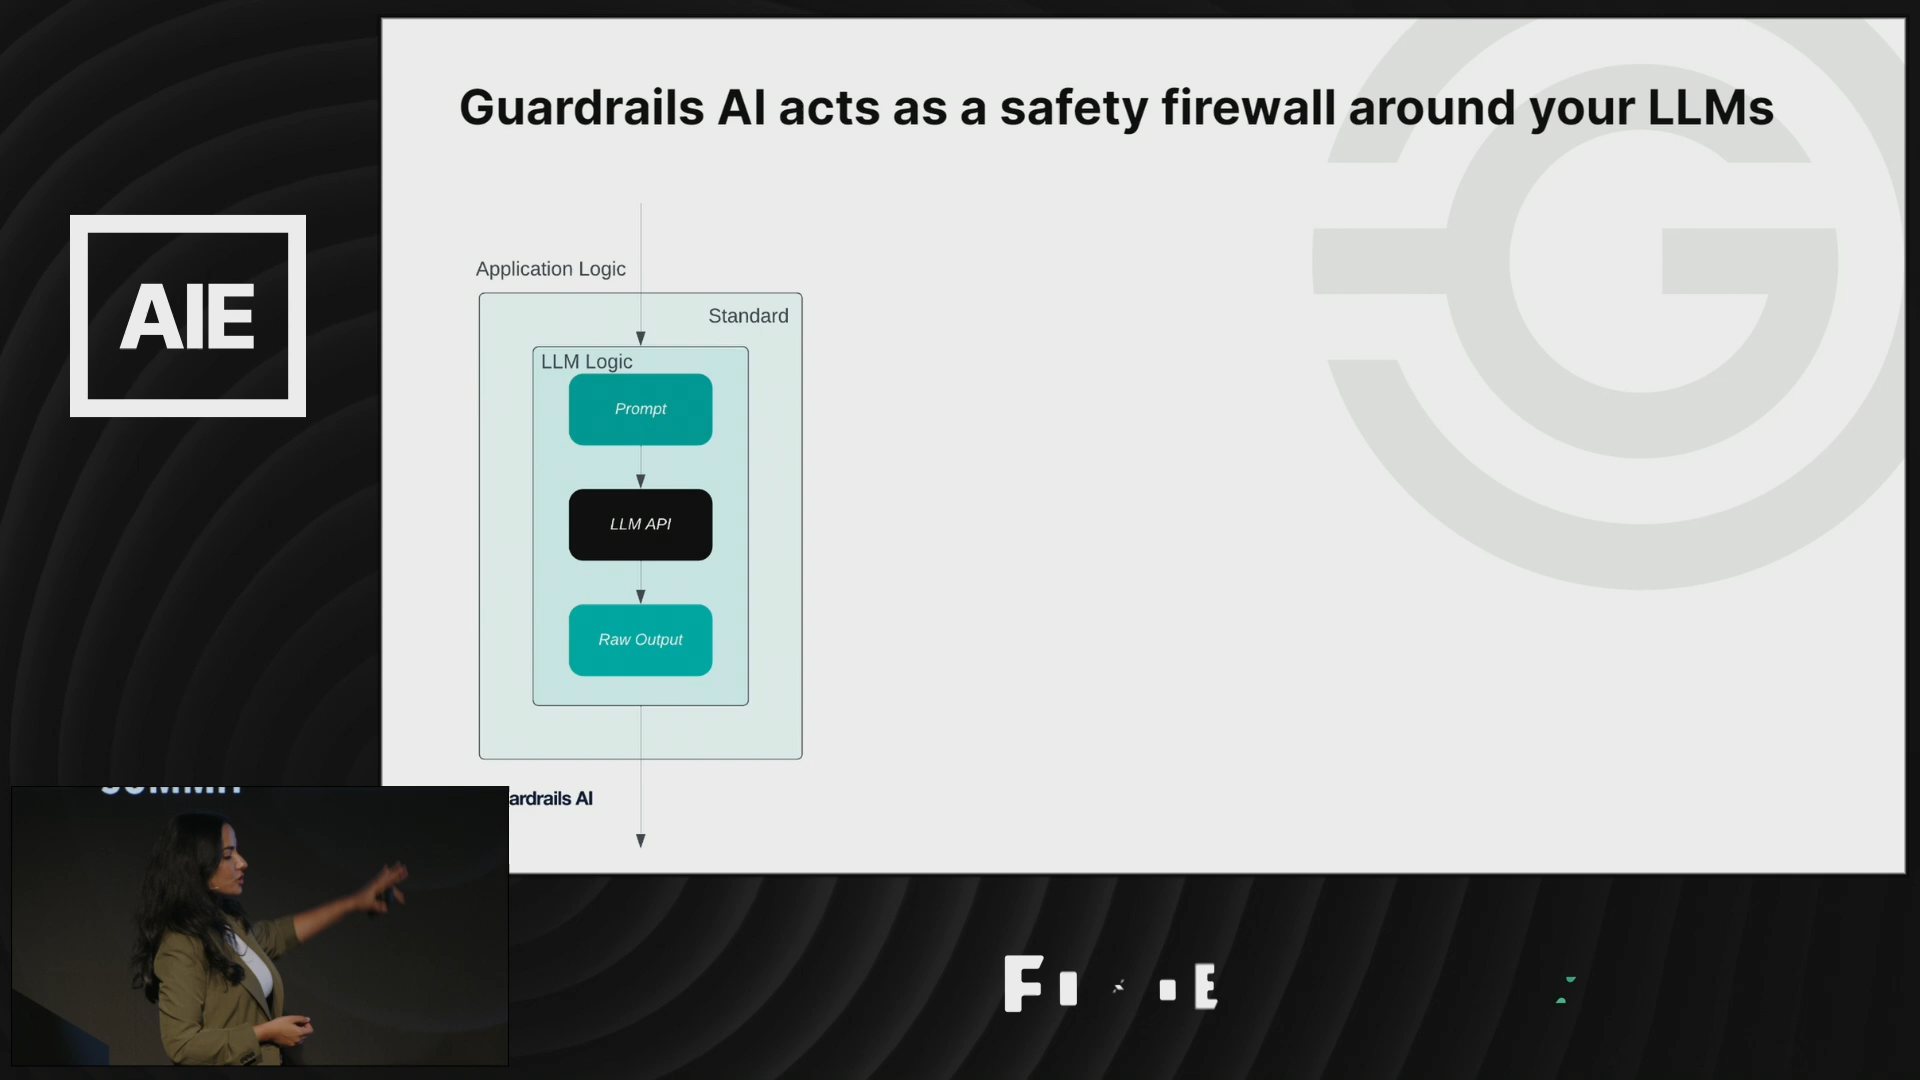 Guardrails AI acts as a safety firewall around your LLMs
AIE
Application Logic
Standard
LLM Logic
Prompt
LLM API
Raw Output
ardrails AI